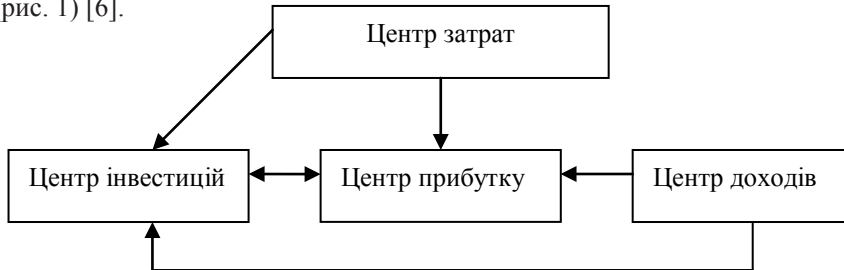 рис. 1) [6].
Центр затрат
Центр інвестицій
Центр прибутку
Центр доходів